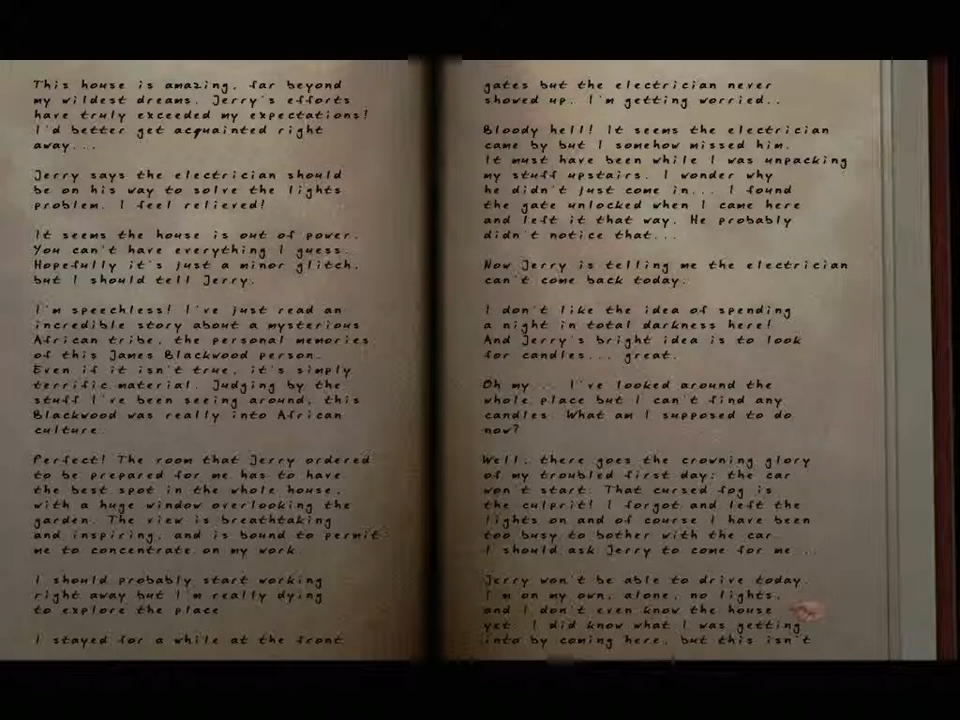 This house is amazing, far beyond
my wildest dreams. Jerry's efforts
have truly exceeded my expectations!
I'd better get acquainted right
away...
Jerry says the electrician should
be on his way to solve the lights
problem. I feel relieved!
It seems the house is out of power.
You can't have everything I guess.
Hopefully it's just a minor glitch,
but I should tell Jerry.
I'm speechless! I've just read an
incredible story about a mysterious
African tribe, the personal memories
of this James Blackwood person.
Even if it isn't true, it's simply
terrific material. Judging by the
stuff I've been seeing around, this
Blackwood was really into African
culture.
Perfect! The room that Jerry ordered
to be prepared for me has to have
the best spot in the whole house,
with a huge window overlooking the
garden. The view is breathtaking
and inspiring, and is bound to permit
me to concentrate on my work.
I should probably start working
right away but I'm really dying
to explore the place
I stayed for a while at the front
gates but the electrician never
showed up. I'm getting worried..
Bloody hell! It seems the electrician
came by but I somehow missed him.
It must have been while I was unpacking
my stuff upstairs. I wonder why
he didn't just come in... I found
the gate unlocked when I came here
and left it that way. He probably
didn't notice that...
Now Jerry is telling me the electrician
can't come back today.
I don't like the idea of spending
a night in total darkness here!
And Jerry's bright idea is to look
for candles... great.
Oh my... I've looked around the
whole place but I can't find any
candles. What am I supposed to do
now?
Well, there goes the crowning glory
of my troubled first day: the car
won't start. That cursed fog is
the culprit! I forgot and left the
lights on and of course I have been
too busy to bother with the car.
I should ask Jerry to come for me ...
Jerry won't be able to drive today.
I'm on my own, alone, no lights,
and I don't even know the house
yet. I did know what I was getting
into by coming here, but this isn't